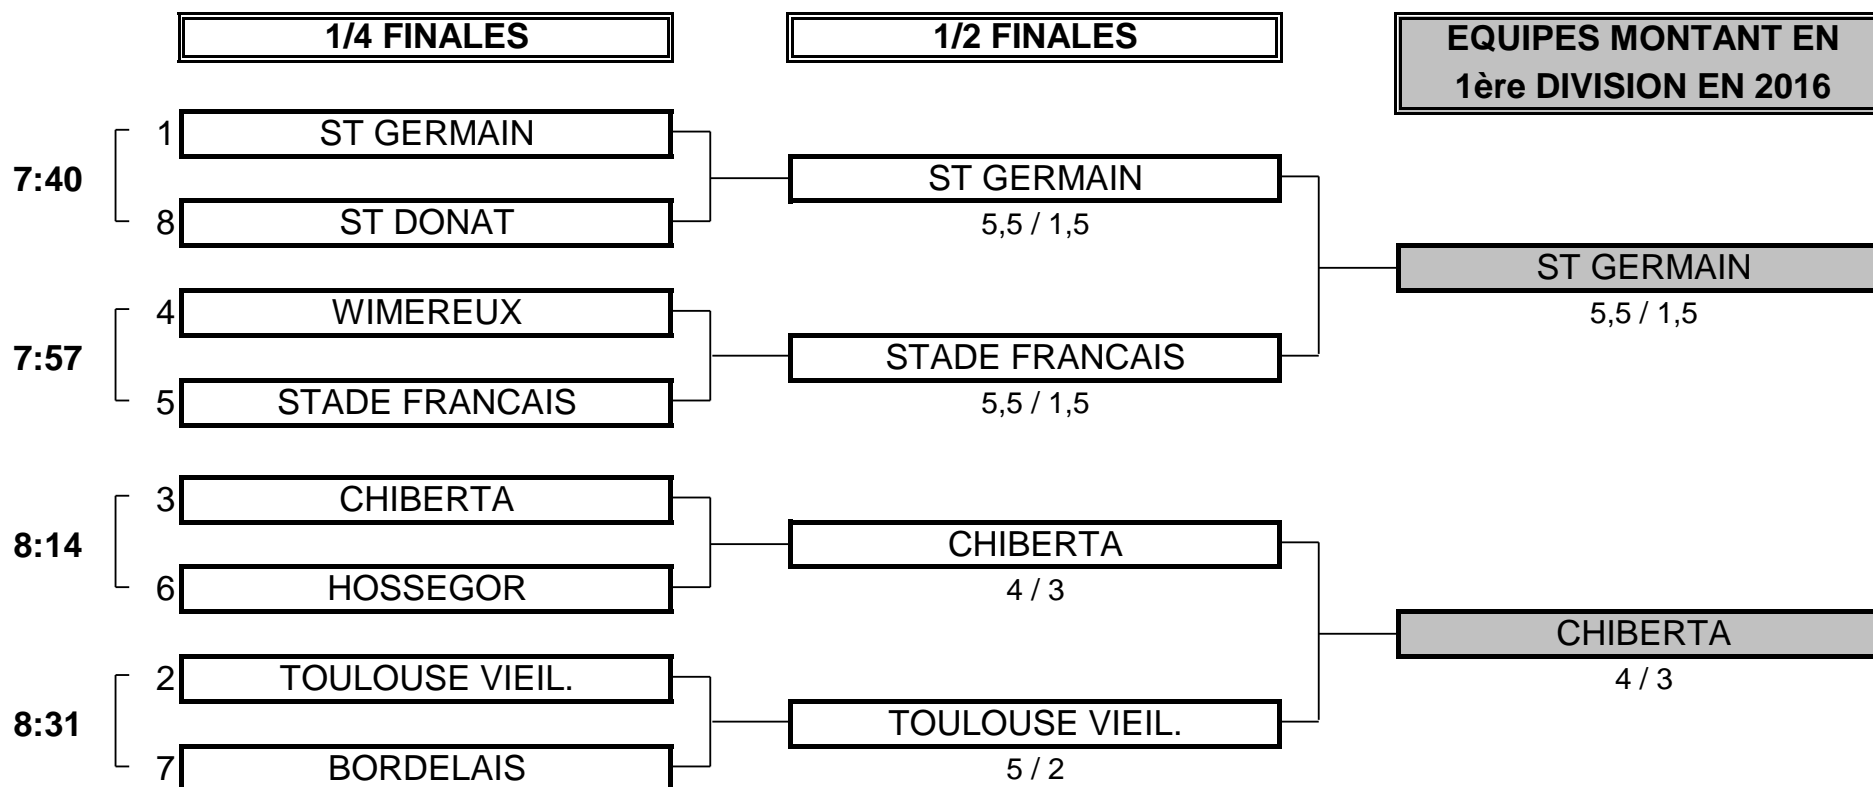 1/4 FINALES
1/2 FINALES
EQUIPES MONTANT EN
1ère DIVISION EN 2016
7:40
1 ST GERMAIN
8 ST DONAT
ST GERMAIN
5,5 / 1,5
7:57
4 WIMEREUX
5 STADE FRANCAIS
STADE FRANCAIS
5,5 / 1,5
ST GERMAIN
5,5 / 1,5
8:14
3 CHIBERTA
6 HOSSEGOR
CHIBERTA
4 / 3
8:31
2 TOULOUSE VIEIL.
7 BORDELAIS
TOULOUSE VIEIL.
5 / 2
CHIBERTA
4 / 3